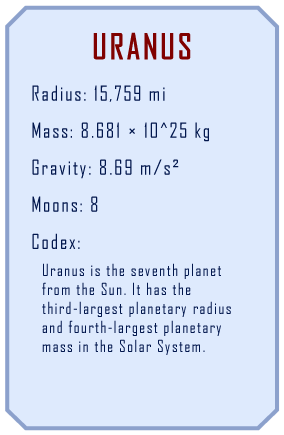 URANUS
Radius: 15,759 mi
Mass: 8.681 × 10^25 kg
Gravity: 8.69 m/s²
Moons: 8
Codex:
Uranus is the seventh planet
from the Sun. It has the
third-largest planetary radius
and fourth-largest planetary
mass in the Solar System.